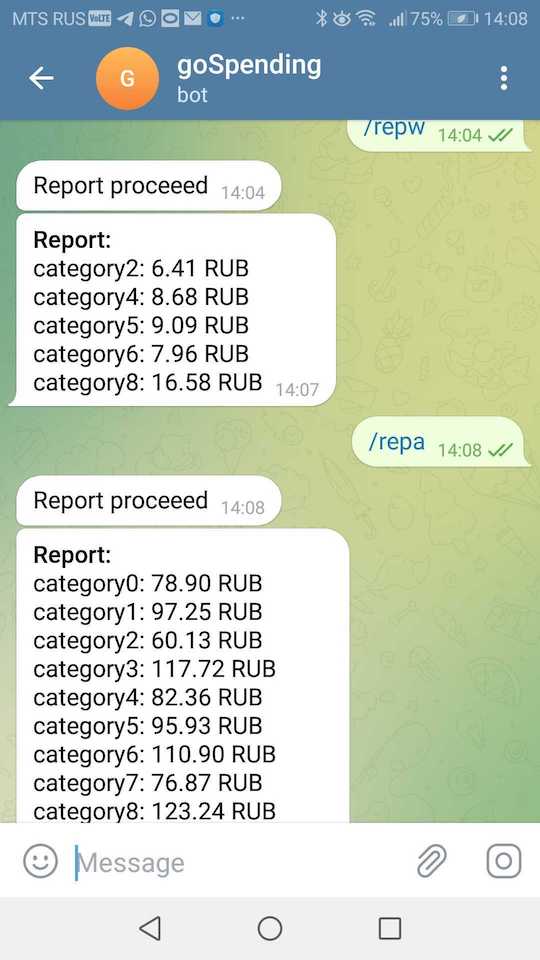 MTS RUS VoLTE ... 75% 14:08
G
goSpending
bot
/repw 14:04
Report proceeed 14:04
Report:
category2: 6.41 RUB
category4: 8.68 RUB
category5: 9.09 RUB
category6: 7.96 RUB
category8: 16.58 RUB 14:07
/repa 14:08
Report proceeed 14:08
Report:
category0: 78.90 RUB
category1: 97.25 RUB
category2: 60.13 RUB
category3: 117.72 RUB
category4: 82.36 RUB
category5: 95.93 RUB
category6: 110.90 RUB
category7: 76.87 RUB
category8: 123.24 RUB
Message